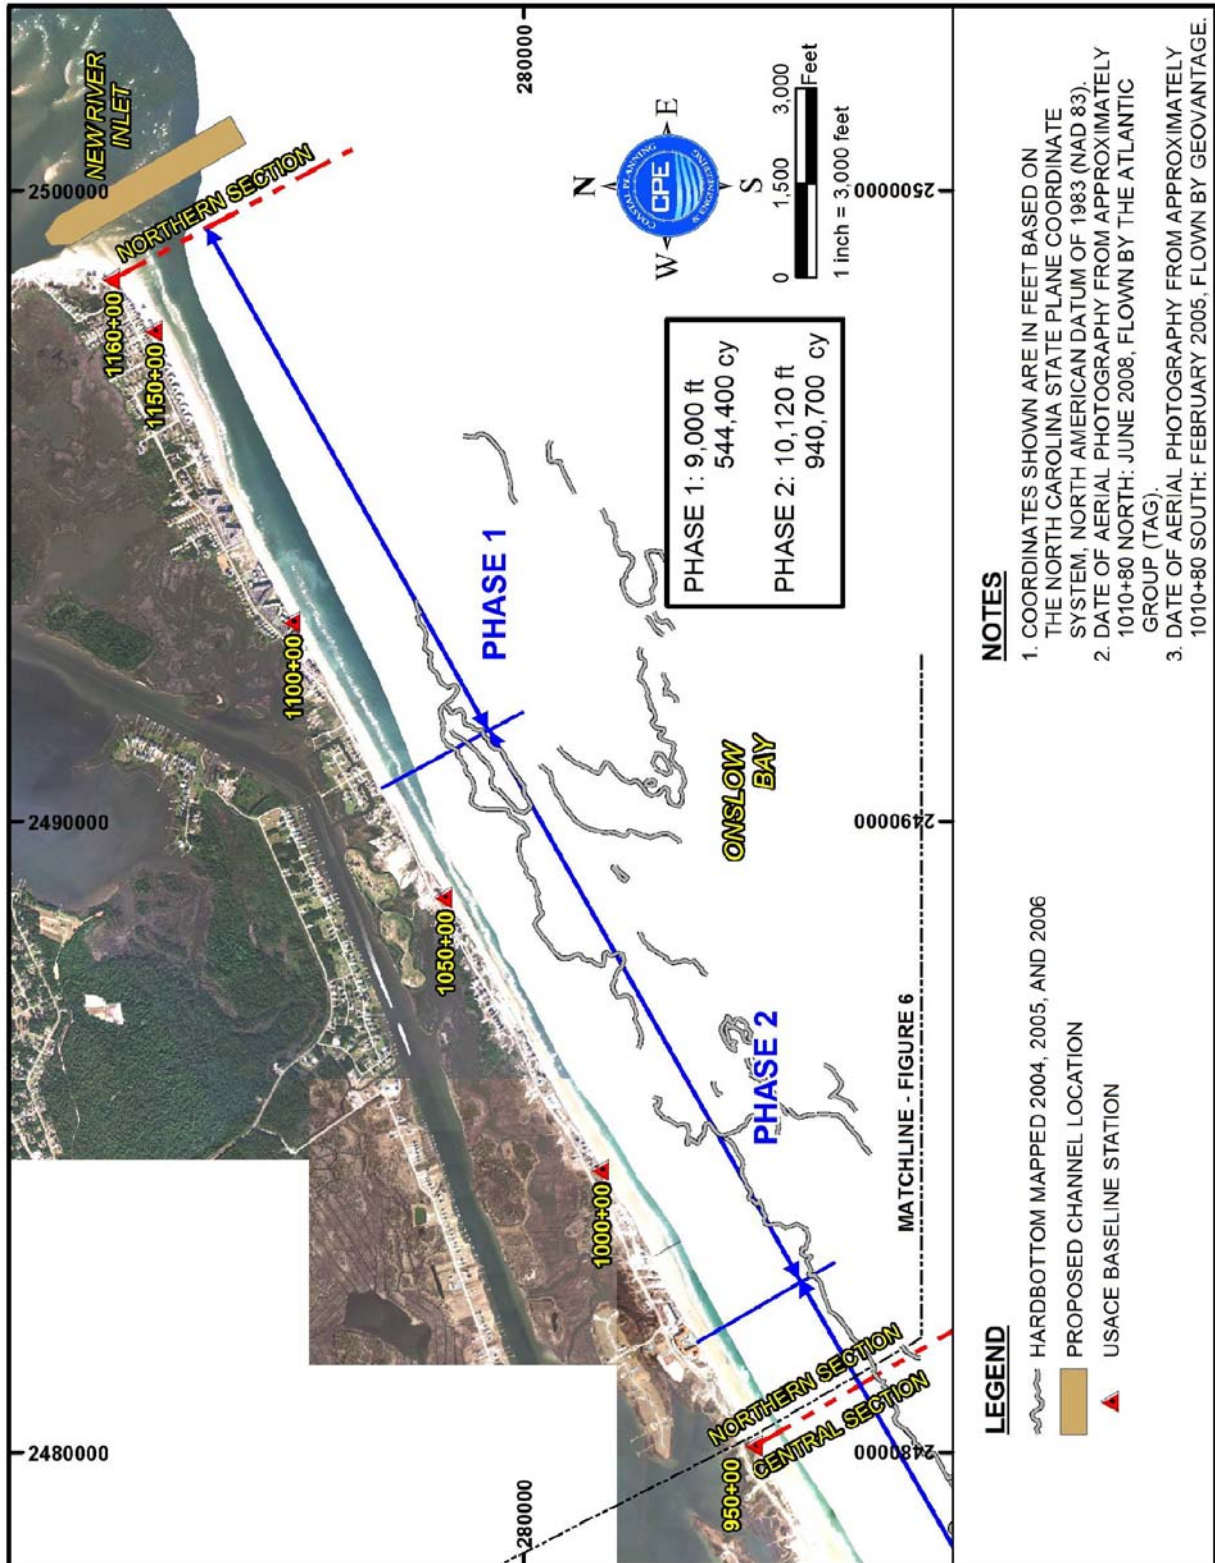 NEW RIVER
INLET
NORTHERN SECTION
1160+00
1150+00
1100+00
1050+00
1000+00
950+00
NORTHERN SECTION
CENTRAL SECTION
2480000
2490000
2500000
280000
280000
2480000
2490000
2500000
PHASE 1
PHASE 2
ONSLOW
BAY
MATCHLINE - FIGURE 6
PHASE 1: 9,000 ft
544,400 cy
PHASE 2: 10,120 ft
940,700 cy
N
W
E
S
COASTAL PLANNING
& ENGINEERING
CPE
0 1,500 3,000
Feet
1 inch = 3,000 feet
LEGEND
HARDBOTTOM MAPPED 2004, 2005, AND 2006
PROPOSED CHANNEL LOCATION
USACE BASELINE STATION
NOTES
1. COORDINATES SHOWN ARE IN FEET BASED ON
THE NORTH CAROLINA STATE PLANE COORDINATE
SYSTEM, NORTH AMERICAN DATUM OF 1983 (NAD 83).
2. DATE OF AERIAL PHOTOGRAPHY FROM APPROXIMATELY
1010+80 NORTH: JUNE 2008, FLOWN BY THE ATLANTIC
GROUP (TAG).
3. DATE OF AERIAL PHOTOGRAPHY FROM APPROXIMATELY
1010+80 SOUTH: FEBRUARY 2005, FLOWN BY GEOVANTAGE.